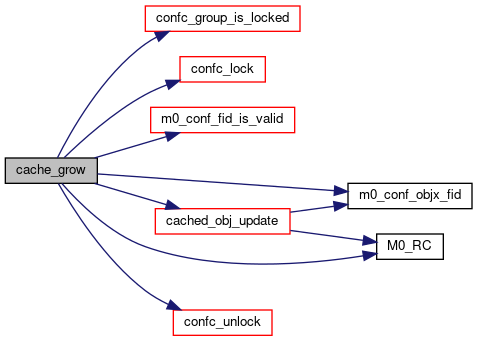 confc_group_is_locked
confc_lock
m0_conf_fid_is_valid
cache_grow
m0_conf_objx_fid
cached_obj_update
M0_RC
confc_unlock